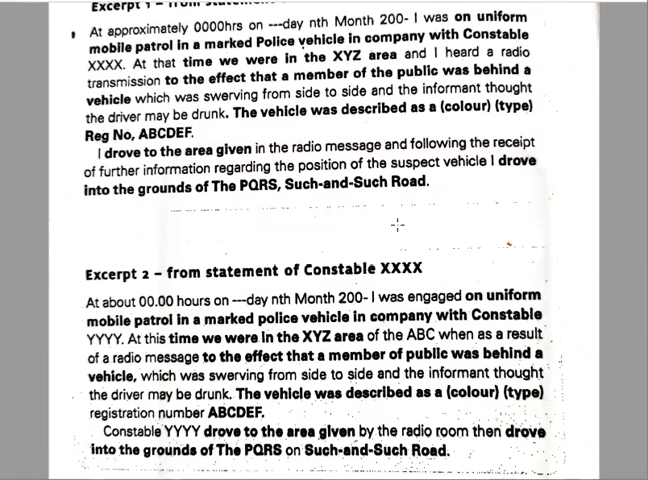 Excerpt 1 – from statement
At approximately 0000hrs on ---day nth Month 200- I was on uniform
mobile patrol in a marked Police vehicle in company with Constable
XXXX. At that time we were in the XYZ area and I heard a radio
transmission to the effect that a member of the public was behind a
vehicle which was swerving from side to side and the informant thought
the driver may be drunk. The vehicle was described as a (colour) (type)
Reg No, ABCDEF.
I drove to the area given in the radio message and following the receipt
of further information regarding the position of the suspect vehicle I drove
into the grounds of The PQRS, Such-and-Such Road.
Excerpt 2 – from statement of Constable XXXX
At about 00.00 hours on ---day nth Month 200- I was engaged on uniform
mobile patrol in a marked police vehicle in company with Constable
YYYY. At this time we were in the XYZ area of the ABC when as a result
of a radio message to the effect that a member of public was behind a
vehicle, which was swerving from side to side and the informant thought
the driver may be drunk. The vehicle was described as a (colour) (type)
registration number ABCDEF.
Constable YYYY drove to the area given by the radio room then drove
into the grounds of The PQRS on Such-and-Such Road.